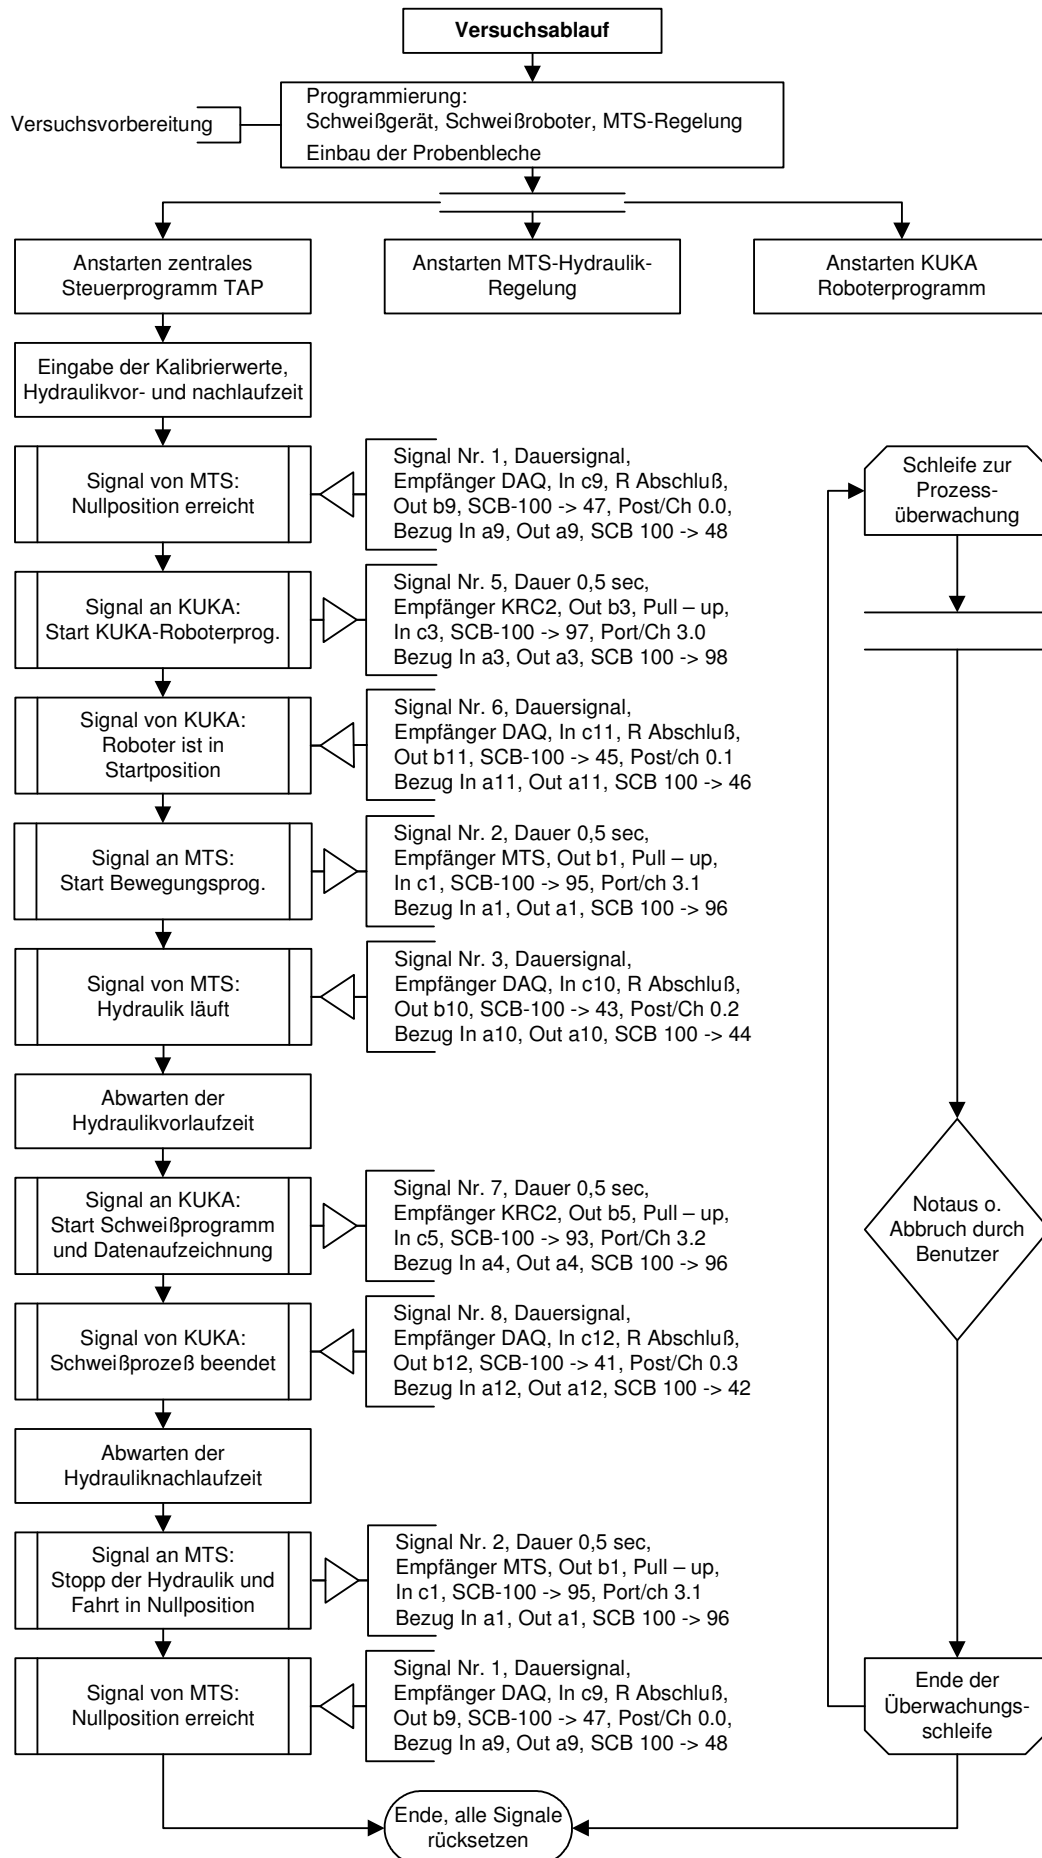 Versuchsablauf
Versuchsvorbereitung
Programmierung:
Schweißgerät, Schweißroboter, MTS-Regelung
Einbau der Probenbleche
Anstarten zentrales
Steuerprogramm TAP
Anstarten MTS-Hydraulik-
Regelung
Anstarten KUKA
Roboterprogramm
Eingabe der Kalibrierwerte,
Hydraulikvor- und nachlaufzeit
Signal von MTS:
Nullposition erreicht
Signal Nr. 1, Dauersignal,
Empfänger DAQ, In c9, R Abschluß,
Out b9, SCB-100 -> 47, Post/Ch 0.0,
Bezug In a9, Out a9, SCB 100 -> 48
Schleife zur
Prozess-
überwachung
Signal an KUKA:
Start KUKA-Roboterprog.
Signal Nr. 5, Dauer 0,5 sec,
Empfänger KRC2, Out b3, Pull – up,
In c3, SCB-100 -> 97, Port/Ch 3.0
Bezug In a3, Out a3, SCB 100 -> 98
Signal von KUKA:
Roboter ist in
Startposition
Signal Nr. 6, Dauersignal,
Empfänger DAQ, In c11, R Abschluß,
Out b11, SCB-100 -> 45, Post/ch 0.1
Bezug In a11, Out a11, SCB 100 -> 46
Signal an MTS:
Start Bewegungsprog.
Signal Nr. 2, Dauer 0,5 sec,
Empfänger MTS, Out b1, Pull – up,
In c1, SCB-100 -> 95, Port/ch 3.1
Bezug In a1, Out a1, SCB 100 -> 96
Signal von MTS:
Hydraulik läuft
Signal Nr. 3, Dauersignal,
Empfänger DAQ, In c10, R Abschluß,
Out b10, SCB-100 -> 43, Post/Ch 0.2
Bezug In a10, Out a10, SCB 100 -> 44
Abwarten der
Hydraulikvorlaufzeit
Signal an KUKA:
Start Schweißprogramm
und Datenaufzeichnung
Signal Nr. 7, Dauer 0,5 sec,
Empfänger KRC2, Out b5, Pull – up,
In c5, SCB-100 -> 93, Port/Ch 3.2
Bezug In a4, Out a4, SCB 100 -> 96
Notaus o.
Abbruch durch
Benutzer
Signal von KUKA:
Schweißprozeß beendet
Signal Nr. 8, Dauersignal,
Empfänger DAQ, In c12, R Abschluß,
Out b12, SCB-100 -> 41, Post/Ch 0.3
Bezug In a12, Out a12, SCB 100 -> 42
Abwarten der
Hydrauliknachlaufzeit
Signal an MTS:
Stopp der Hydraulik und
Fahrt in Nullposition
Signal Nr. 2, Dauer 0,5 sec,
Empfänger MTS, Out b1, Pull – up,
In c1, SCB-100 -> 95, Port/ch 3.1
Bezug In a1, Out a1, SCB 100 -> 96
Signal von MTS:
Nullposition erreicht
Signal Nr. 1, Dauersignal,
Empfänger DAQ, In c9, R Abschluß,
Out b9, SCB-100 -> 47, Post/Ch 0.0,
Bezug In a9, Out a9, SCB 100 -> 48
Ende der
Überwachungs-
schleife
Ende, alle Signale
rücksetzen